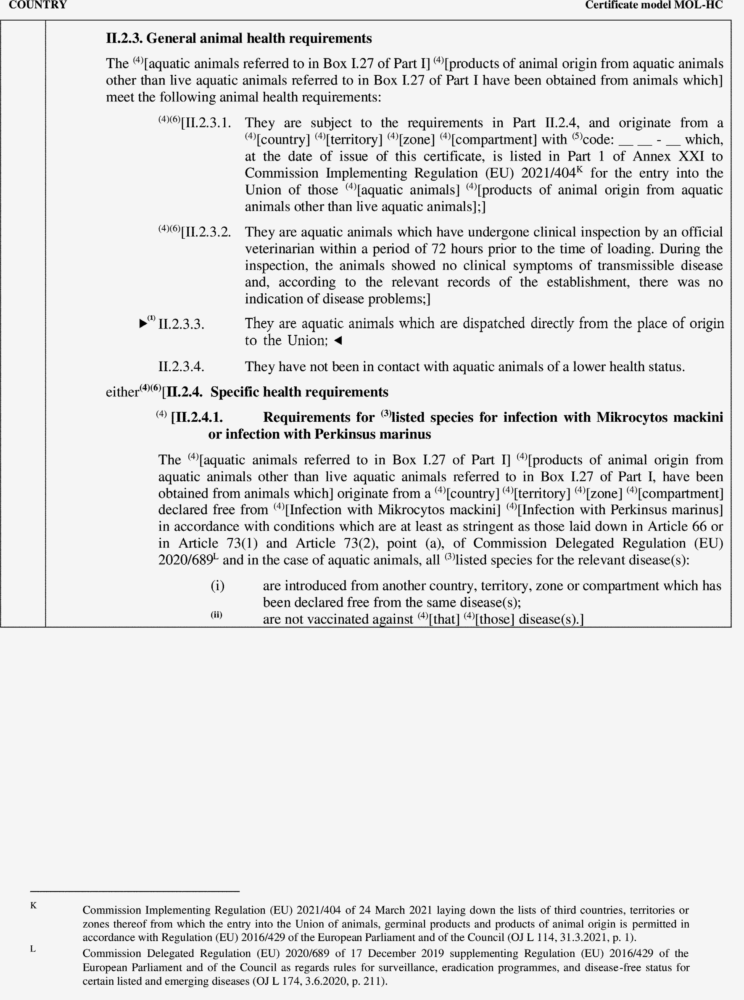 COUNTRY Certificate model MOL-HC
II.2.3. General animal health requirements
The (4)[aquatic animals referred to in Box I.27 of Part I] (4)[products of animal origin from aquatic animals
other than live aquatic animals referred to in Box I.27 of Part I have been obtained from animals which]
meet the following animal health requirements:
(4)(6)[II.2.3.1. They are subject to the requirements in Part II.2.4, and originate from a
(4)[country] (4)[territory] (4)[zone] (4)[compartment] with (5)code: __ __ - __ which,
at the date of issue of this certificate, is listed in Part 1 of Annex XXI to
Commission Implementing Regulation (EU) 2021/404K for the entry into the
Union of those (4)[aquatic animals] (4)[products of animal origin from aquatic
animals other than live aquatic animals];]
(4)(6)[II.2.3.2. They are aquatic animals which have undergone clinical inspection by an official
veterinarian within a period of 72 hours prior to the time of loading. During the
inspection, the animals showed no clinical symptoms of transmissible disease
and, according to the relevant records of the establishment, there was no
indication of disease problems;]
▶(1) II.2.3.3. They are aquatic animals which are dispatched directly from the place of origin
to the Union; ◀
II.2.3.4. They have not been in contact with aquatic animals of a lower health status.
either(4)(6)[II.2.4. Specific health requirements
(4) [II.2.4.1. Requirements for (3)listed species for infection with Mikrocytos mackini
or infection with Perkinsus marinus
The (4)[aquatic animals referred to in Box I.27 of Part I] (4)[products of animal origin from
aquatic animals other than live aquatic animals referred to in Box I.27 of Part I, have been
obtained from animals which] originate from a (4)[country] (4)[territory] (4)[zone] (4)[compartment]
declared free from (4)[Infection with Mikrocytos mackini] (4)[Infection with Perkinsus marinus]
in accordance with conditions which are at least as stringent as those laid down in Article 66 or
in Article 73(1) and Article 73(2), point (a), of Commission Delegated Regulation (EU)
2020/689L and in the case of aquatic animals, all (3)listed species for the relevant disease(s):
(i) are introduced from another country, territory, zone or compartment which has
been declared free from the same disease(s);
(ii) are not vaccinated against (4)[that] (4)[those] disease(s).]
K Commission Implementing Regulation (EU) 2021/404 of 24 March 2021 laying down the lists of third countries, territories or
zones thereof from which the entry into the Union of animals, germinal products and products of animal origin is permitted in
accordance with Regulation (EU) 2016/429 of the European Parliament and of the Council (OJ L 114, 31.3.2021, p. 1).
L Commission Delegated Regulation (EU) 2020/689 of 17 December 2019 supplementing Regulation (EU) 2016/429 of the
European Parliament and of the Council as regards rules for surveillance, eradication programmes, and disease-free status for
certain listed and emerging diseases (OJ L 174, 3.6.2020, p. 211).